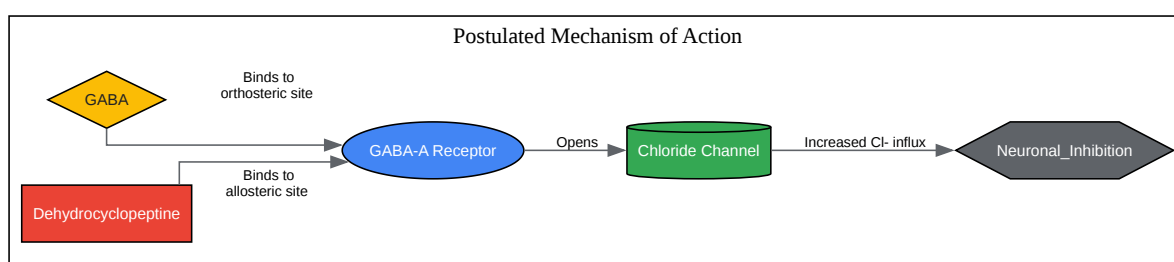 Postulated Mechanism of Action
GABA
Binds to
orthosteric site
GABA-A Receptor
Opens
Chloride Channel
Increased Cl- influx
Neuronal_Inhibition
Binds to
allosteric site
Dehydrocyclopeptine